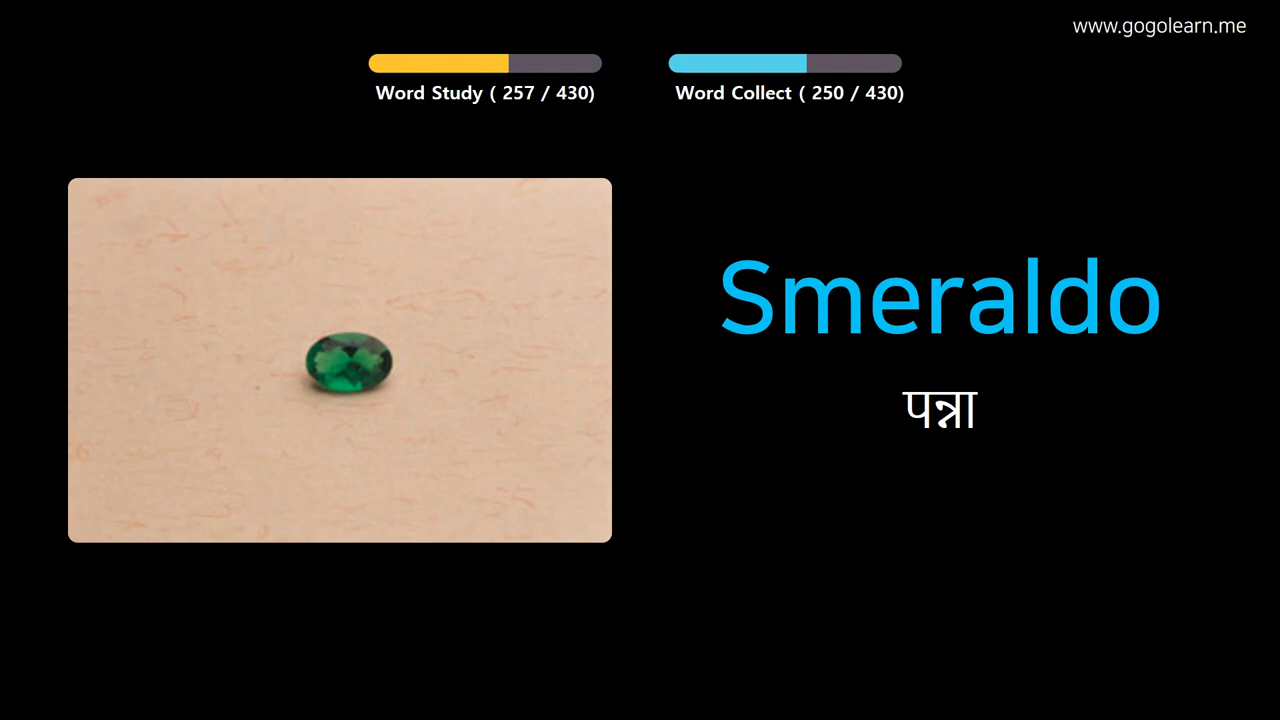 www.gogolearn.me
Word Study ( 257 / 430)
Word Collect ( 250 / 430)
Smeraldo
पन्ना